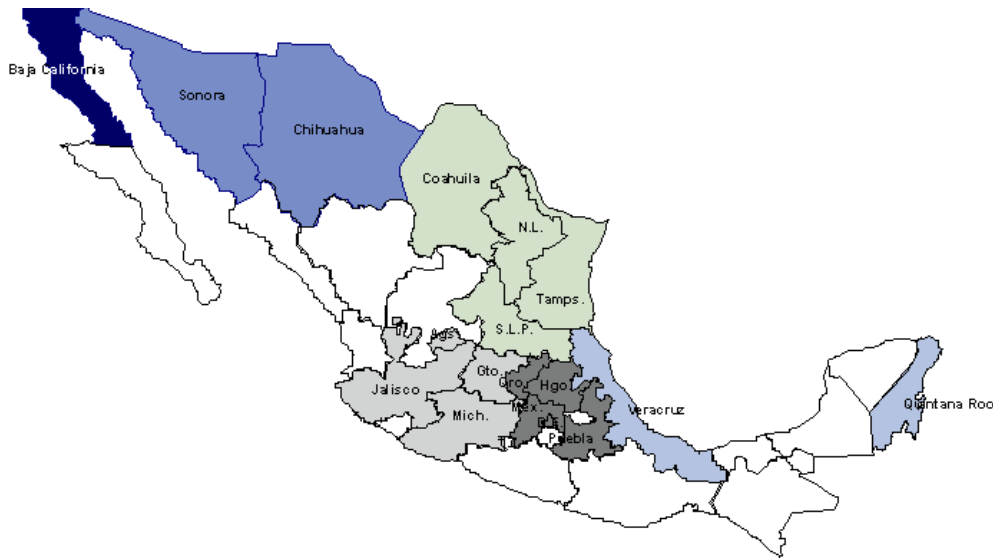 Baja California
Sonora
Chihuahua
Coahuila
N.L.
Tamps.
S.L.P.
Ags.
Gto.
Jalisco
Qro.
Hgo.
Mich.
Mex.
D.F.
Puebla
Veracruz
Quintana Roo